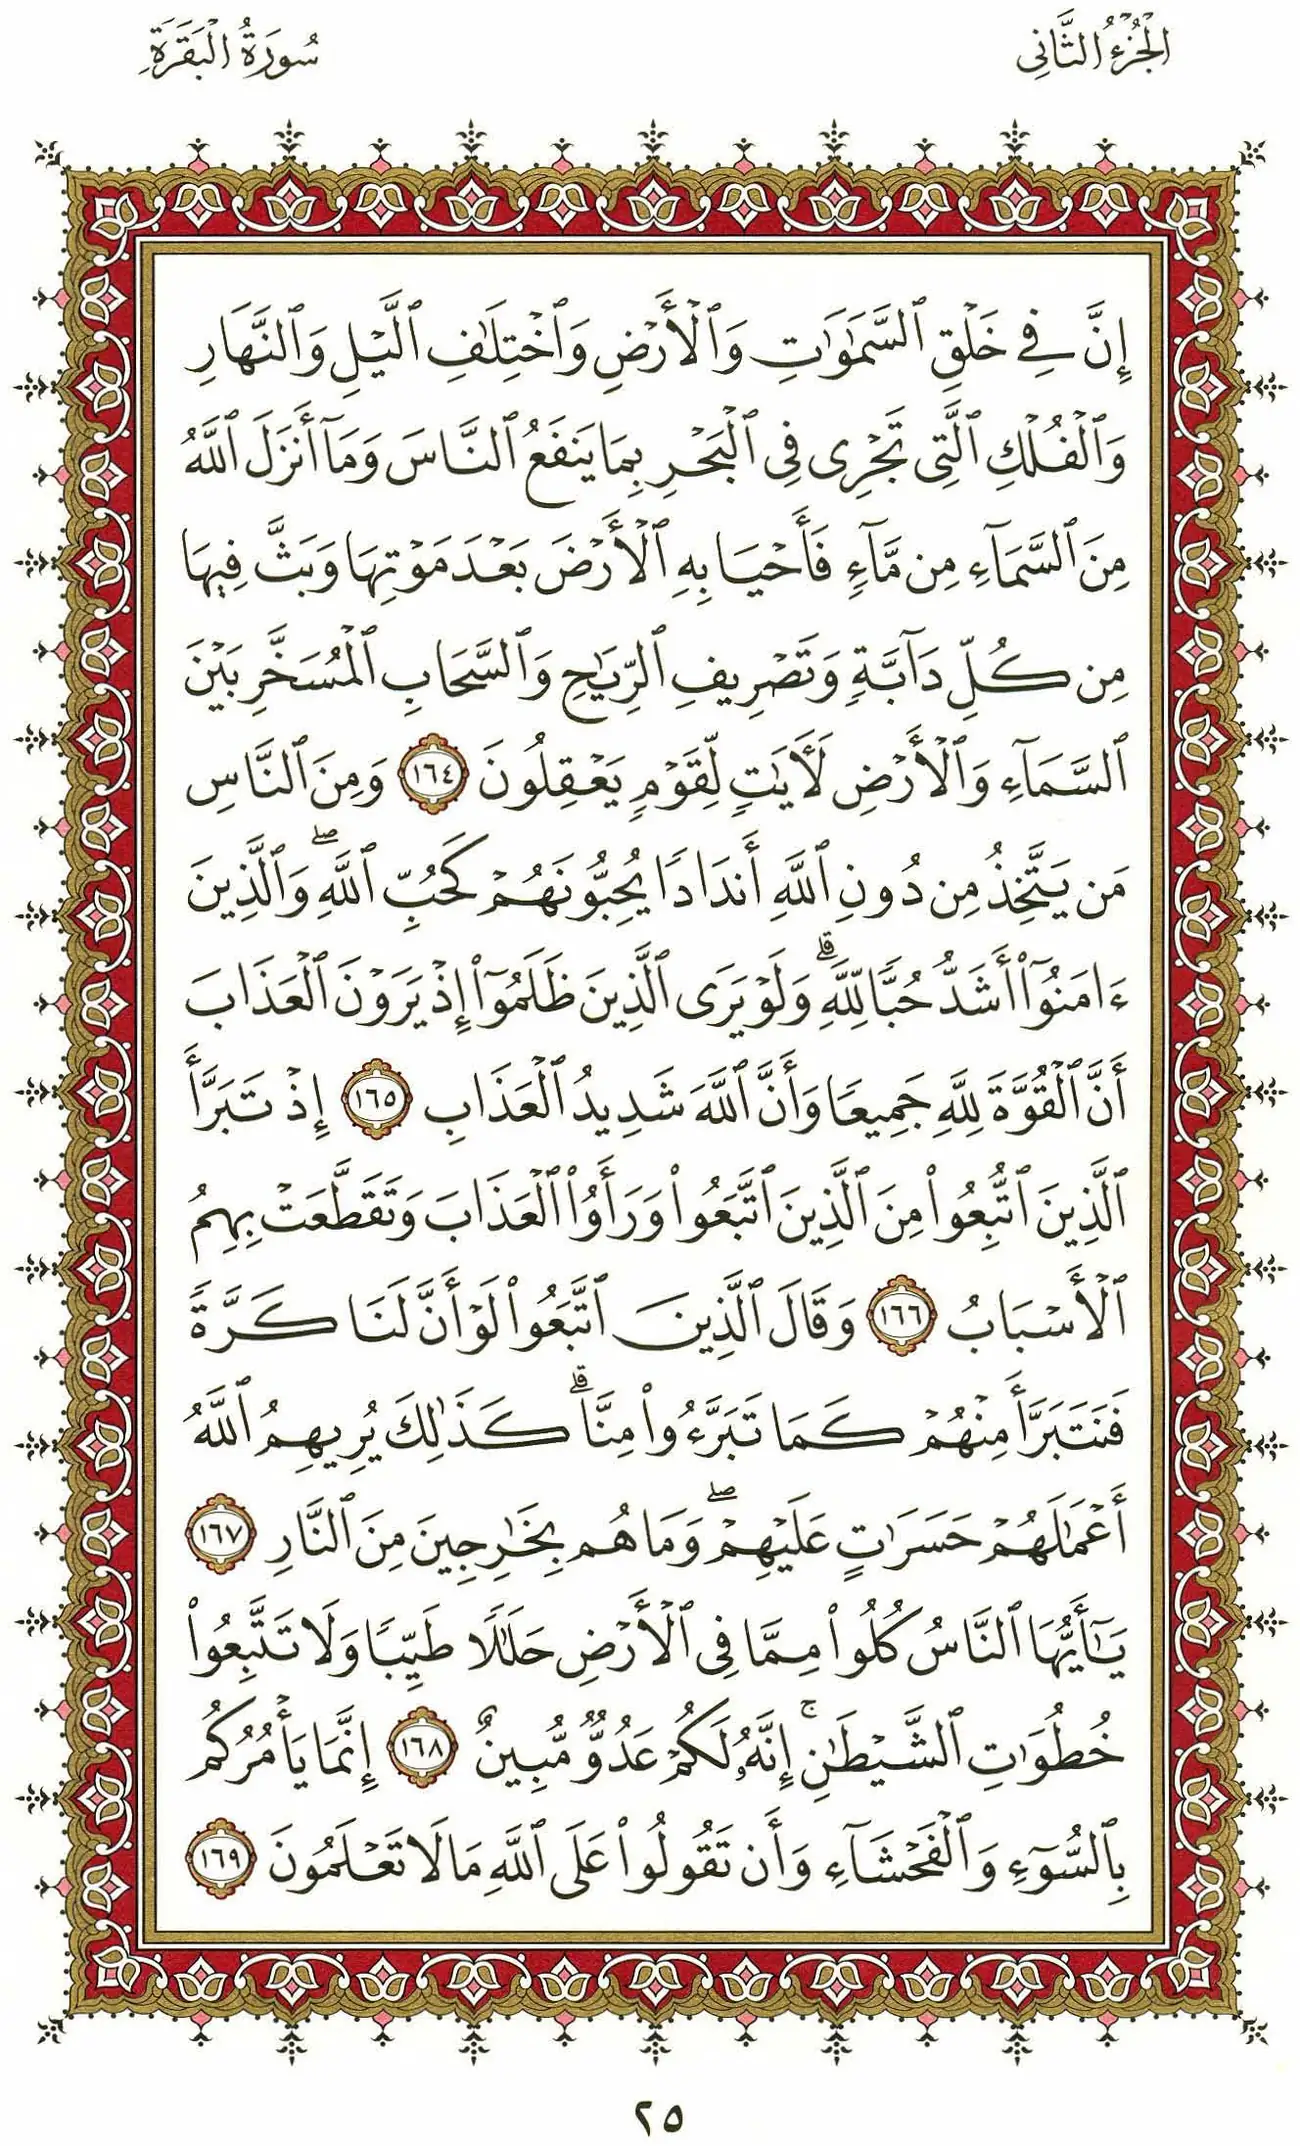 الجُزْءُ الثَّانِي
سُورَةُ الْبَقَرَةِ
إِنَّ فِي خَلْقِ ٱلسَّمَٰوَٰتِ وَٱلْأَرْضِ وَٱخْتِلَٰفِ ٱلَّيْلِ وَٱلنَّهَارِ
وَٱلْفُلْكِ ٱلَّتِي تَجْرِي فِي ٱلْبَحْرِ بِمَا يَنفَعُ ٱلنَّاسَ وَمَآ أَنزَلَ ٱللَّهُ
مِنَ ٱلسَّمَآءِ مِن مَّآءٍ فَأَحْيَا بِهِ ٱلْأَرْضَ بَعْدَ مَوْتِهَا وَبَثَّ فِيهَا
مِن كُلِّ دَآبَّةٍ وَتَصْرِيفِ ٱلرِّيَٰحِ وَٱلسَّحَابِ ٱلْمُسَخَّرِ بَيْنَ
ٱلسَّمَآءِ وَٱلْأَرْضِ لَءَايَٰتٍ لِّقَوْمٍ يَعْقِلُونَ ١٦٤ وَمِنَ ٱلنَّاسِ
مَن يَتَّخِذُ مِن دُونِ ٱللَّهِ أَندَادًا يُحِبُّونَهُمْ كَحُبِّ ٱللَّهِۖ وَٱلَّذِينَ
ءَامَنُوٓا۟ أَشَدُّ حُبًّا لِّلَّهِۗ وَلَوْ يَرَى ٱلَّذِينَ ظَلَمُوٓا۟ إِذْ يَرَوْنَ ٱلْعَذَابَ
أَنَّ ٱلْقُوَّةَ لِلَّهِ جَمِيعًا وَأَنَّ ٱللَّهَ شَدِيدُ ٱلْعَذَابِ ١٦٥ إِذْ تَبَرَّأَ
ٱلَّذِينَ ٱتُّبِعُوا۟ مِنَ ٱلَّذِينَ ٱتَّبَعُوا۟ وَرَأَوُا۟ ٱلْعَذَابَ وَتَقَطَّعَتْ بِهِمُ
ٱلْأَسْبَابُ ١٦٦ وَقَالَ ٱلَّذِينَ ٱتَّبَعُوا۟ لَوْ أَنَّ لَنَا كَرَّةً
فَنَتَبَرَّأَ مِنْهُمْ كَمَا تَبَرَّءُوا۟ مِنَّاۗ كَذَٰلِكَ يُرِيهِمُ ٱللَّهُ
أَعْمَٰلَهُمْ حَسَرَٰتٍ عَلَيْهِمْۖ وَمَا هُم بِخَٰرِجِينَ مِنَ ٱلنَّارِ ١٦٧
يَٰٓأَيُّهَا ٱلنَّاسُ كُلُوا۟ مِمَّا فِي ٱلْأَرْضِ حَلَٰلًا طَيِّبًا وَلَا تَتَّبِعُوا۟
خُطُوَٰتِ ٱلشَّيْطَٰنِۚ إِنَّهُۥ لَكُمْ عَدُوٌّ مُّبِينٌ ١٦٨ إِنَّمَا يَأْمُرُكُم
بِٱلسُّوٓءِ وَٱلْفَحْشَآءِ وَأَن تَقُولُوا۟ عَلَى ٱللَّهِ مَا لَا تَعْلَمُونَ ١٦٩
٢٥